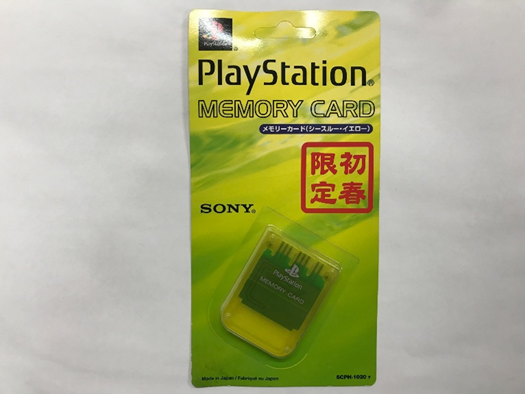 PlayStation
PlayStation®
MEMORY CARD
メモリーカード(シースルー・イエロー)
初春
限定
SONY®
PlayStation
MEMORY CARD
Made in Japan / Fabriqué au Japon
SCPH-1020 Y